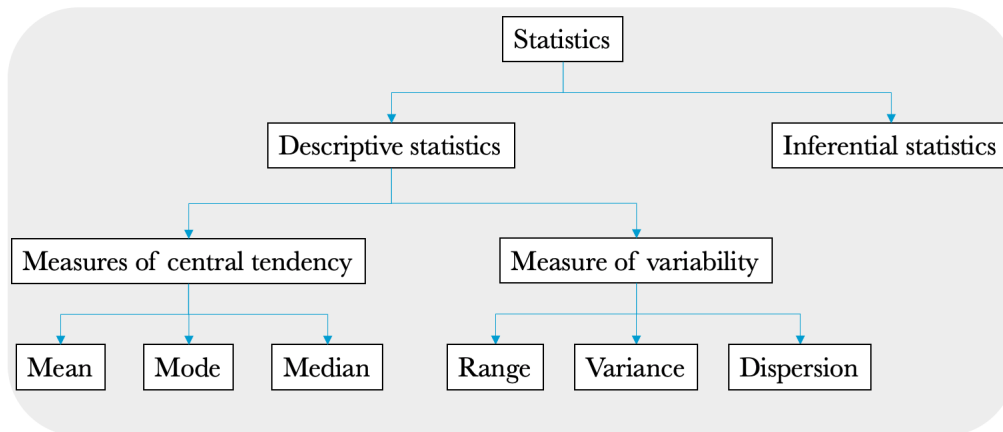 Statistics
Descriptive statistics
Inferential statistics
Measures of central tendency
Measure of variability
Mean
Mode
Median
Range
Variance
Dispersion